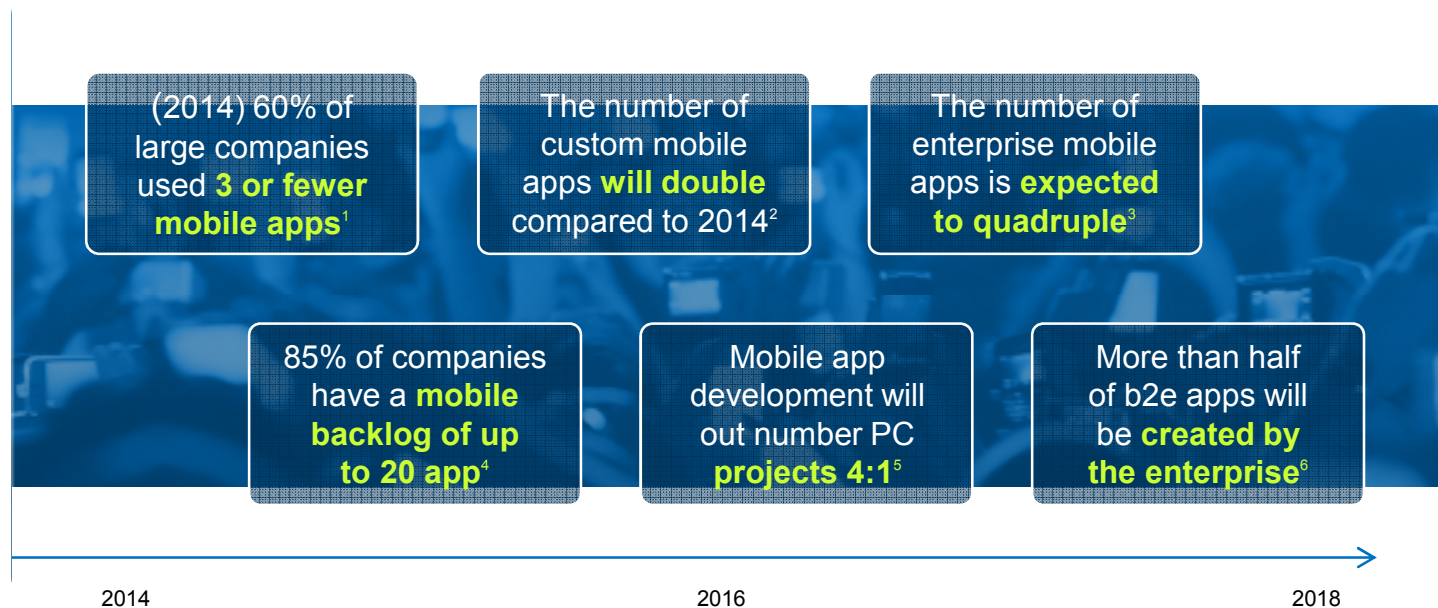 (2014) 60% of
large companies
used 3 or fewer
mobile apps¹
The number of
custom mobile
apps will double
compared to 2014²
The number of
enterprise mobile
apps is expected
to quadruple³
85% of companies
have a mobile
backlog of up
to 20 app⁴
Mobile app
development will
out number PC
projects 4:1⁵
More than half
of b2e apps will
be created by
the enterprise⁶
2014
2016
2018